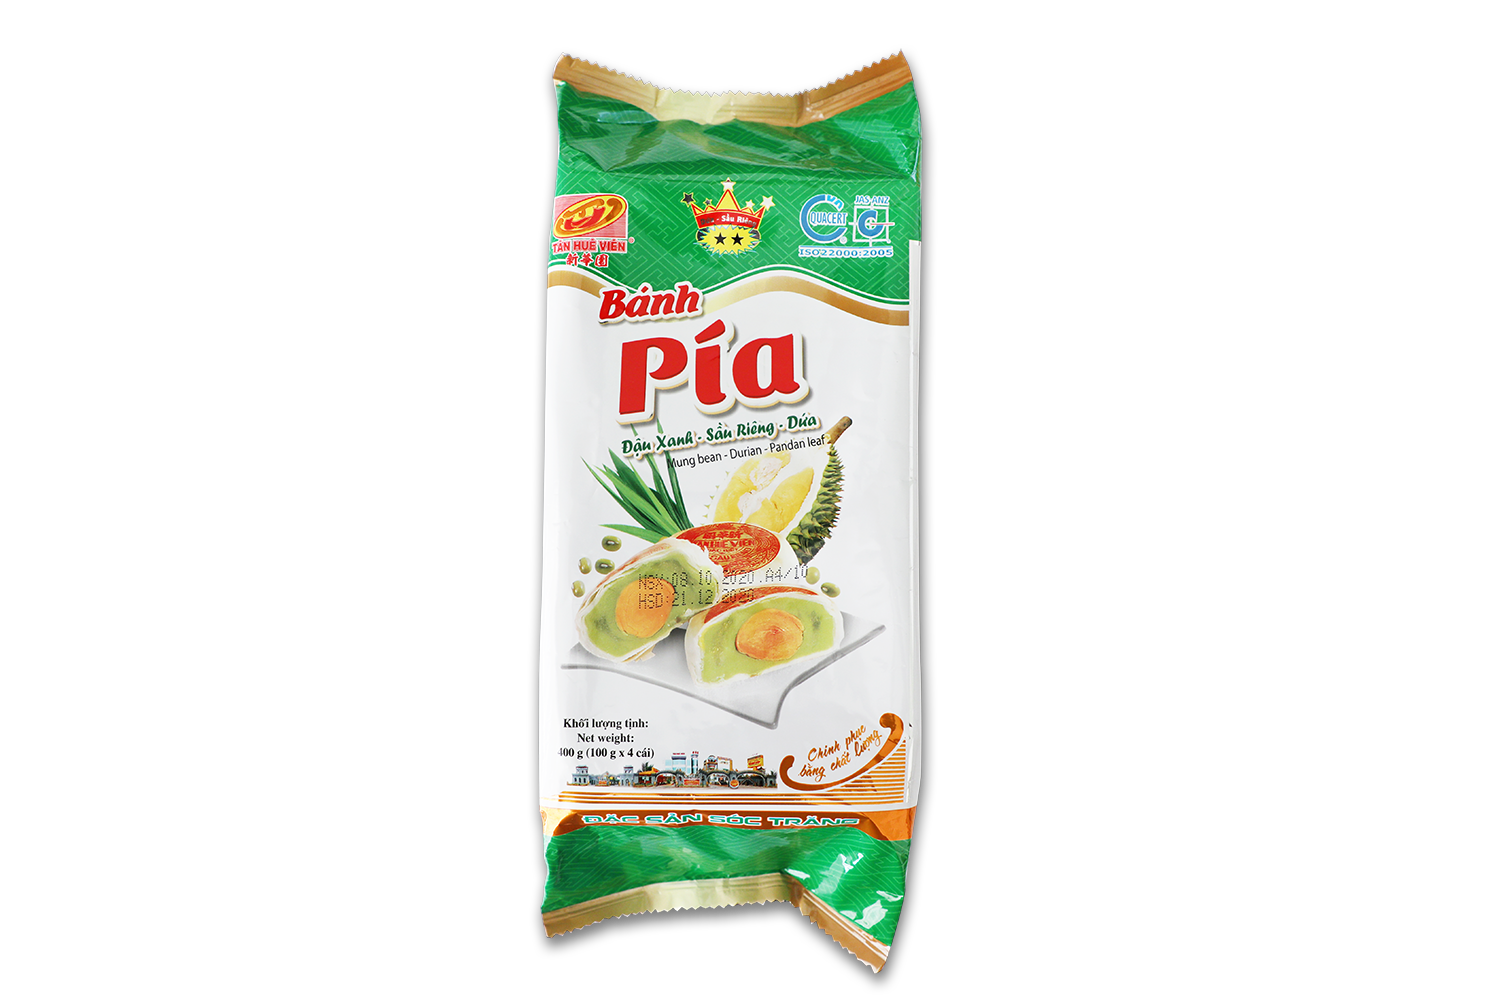 TÂN HUÊ VIÊN®
新華園
Sầu Riêng
QUACERT
JAS-ANZ
ISO22000:2005
Bánh
Pía
Đậu Xanh - Sầu Riêng - Dứa
Mung bean - Durian - Pandan leaf
NSX:08.10.2020.A4/10
HSD:21.12.2020
Khối lượng tịnh:
Net weight:
400 g (100 g x 4 cái)
Chinh phục
bằng chất lượng
ĐẶC SẢN SÓC TRĂNG